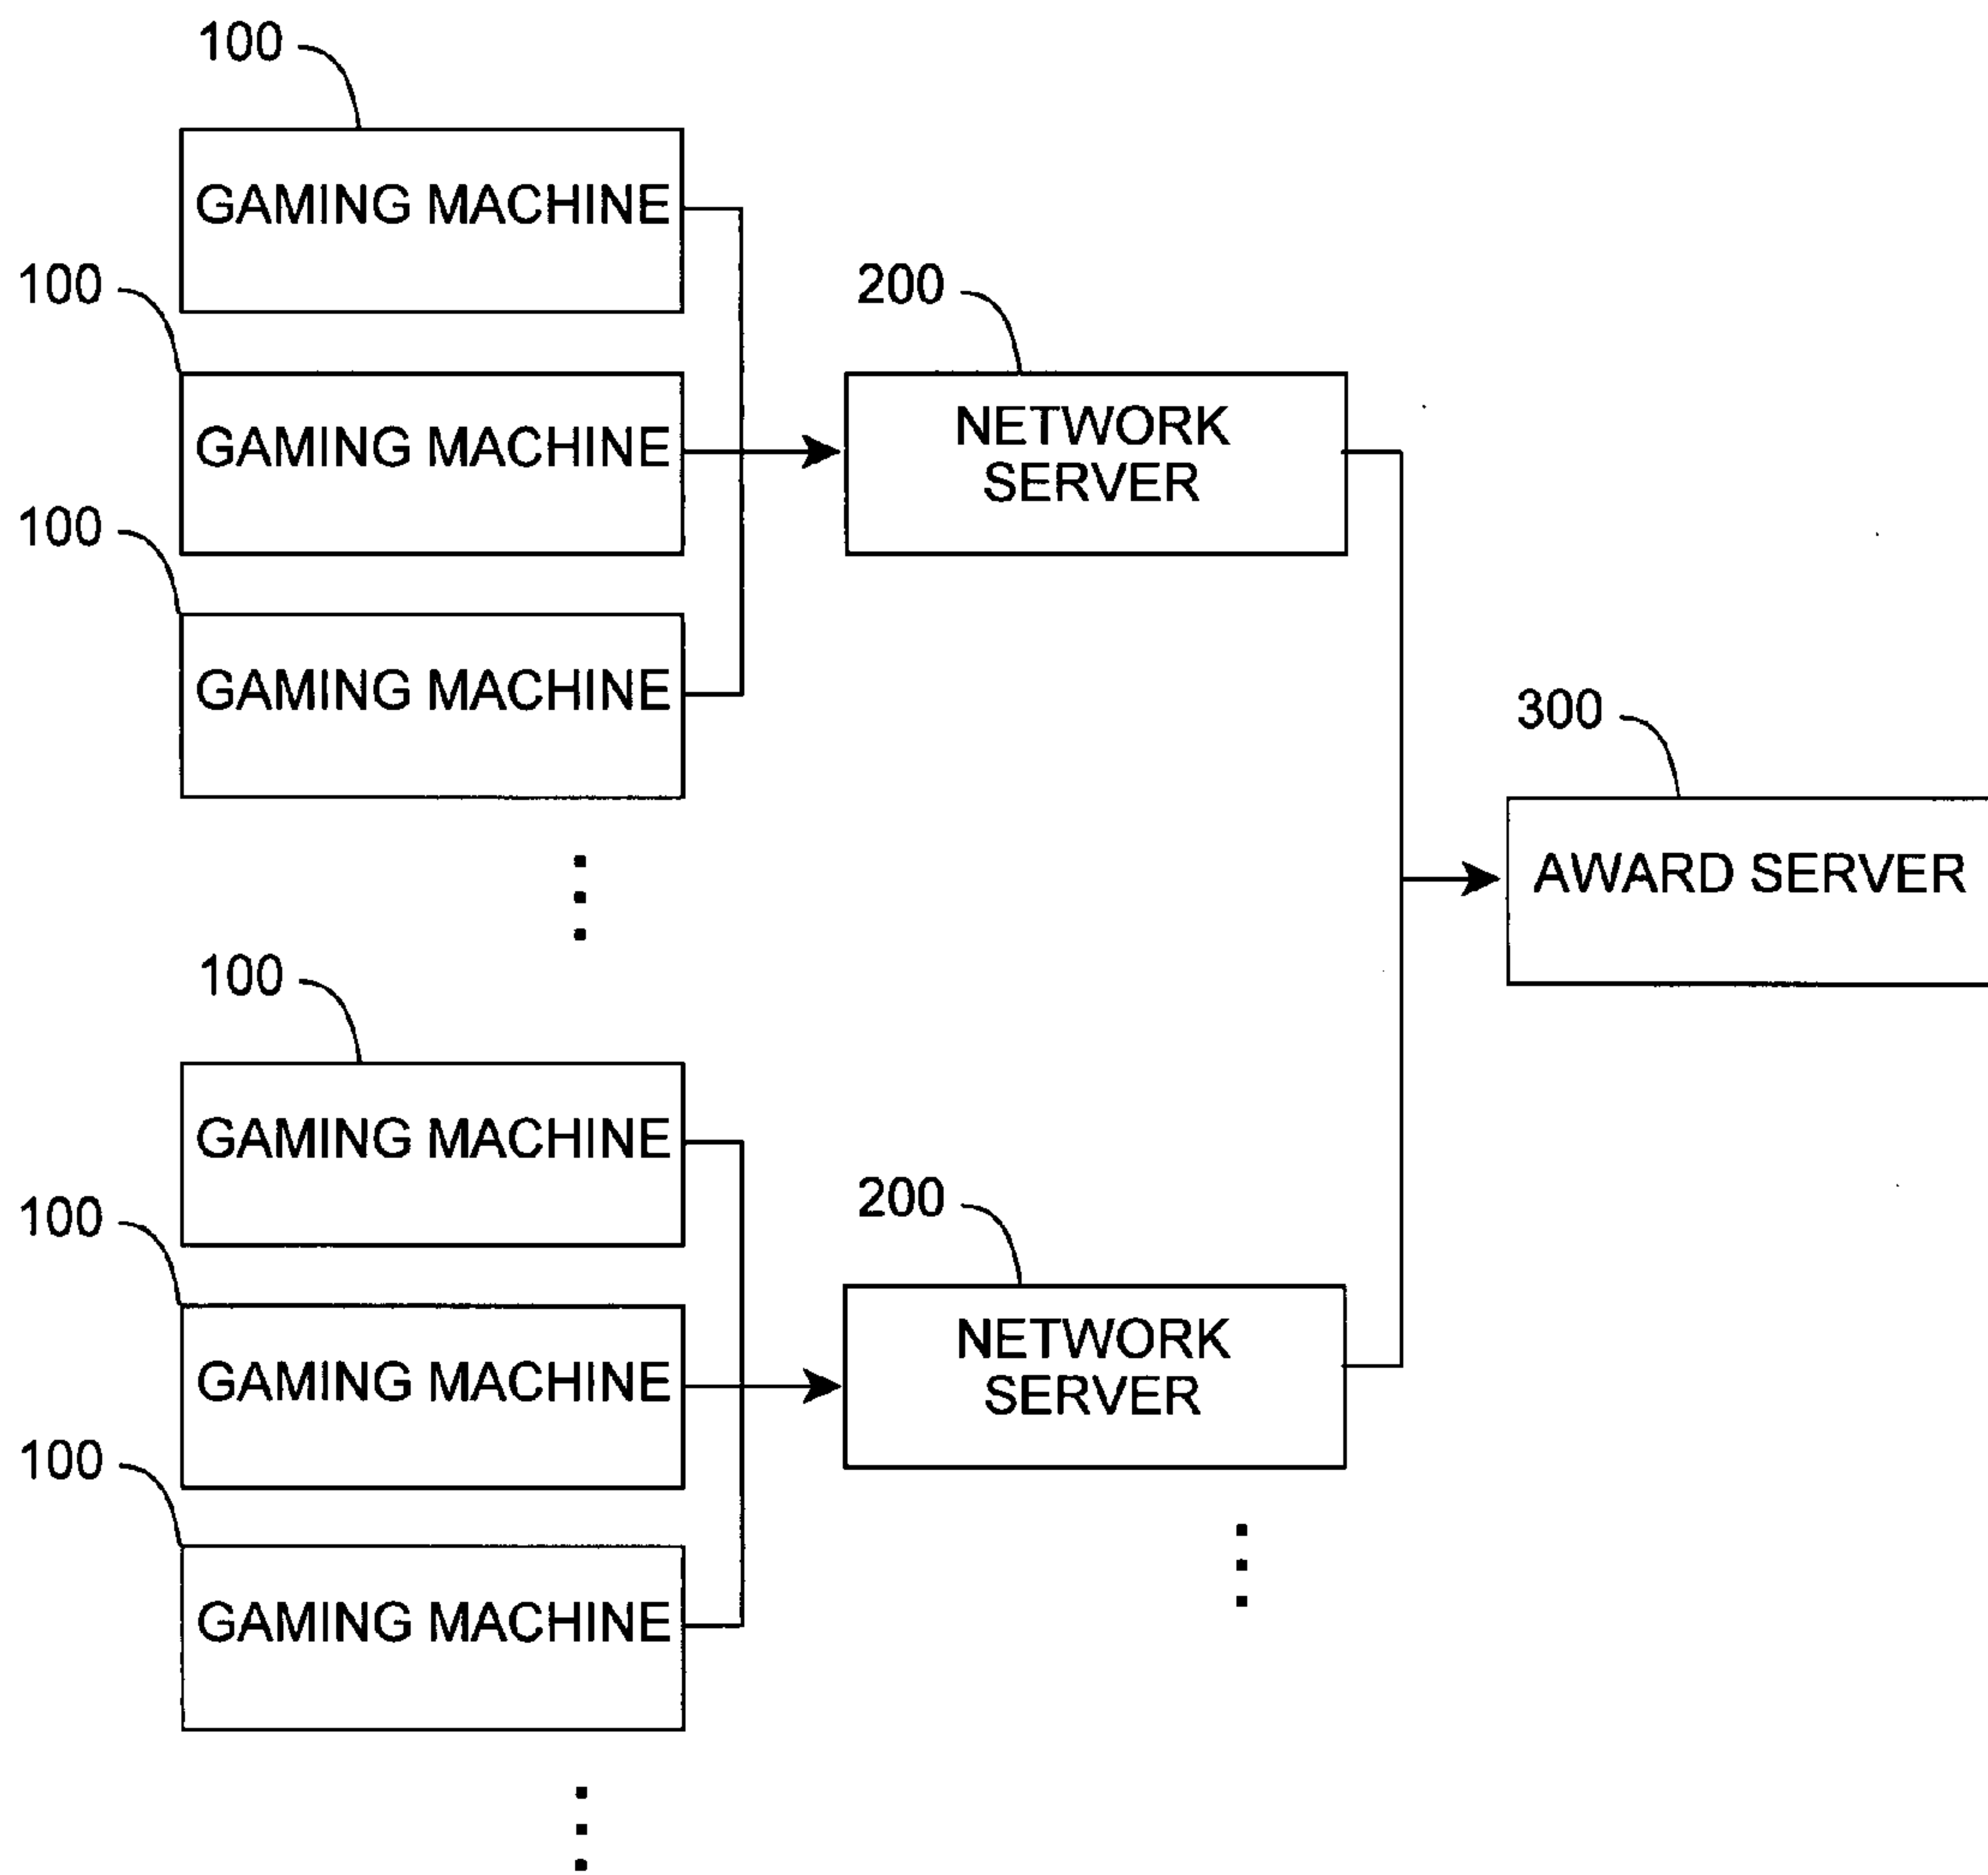 100
GAMING MACHINE
100
200
GAMING MACHINE
NETWORK
SERVER
100
GAMING MACHINE
300
AWARD SERVER
100
GAMING MACHINE
100
200
GAMING MACHINE
NETWORK
SERVER
100
GAMING MACHINE